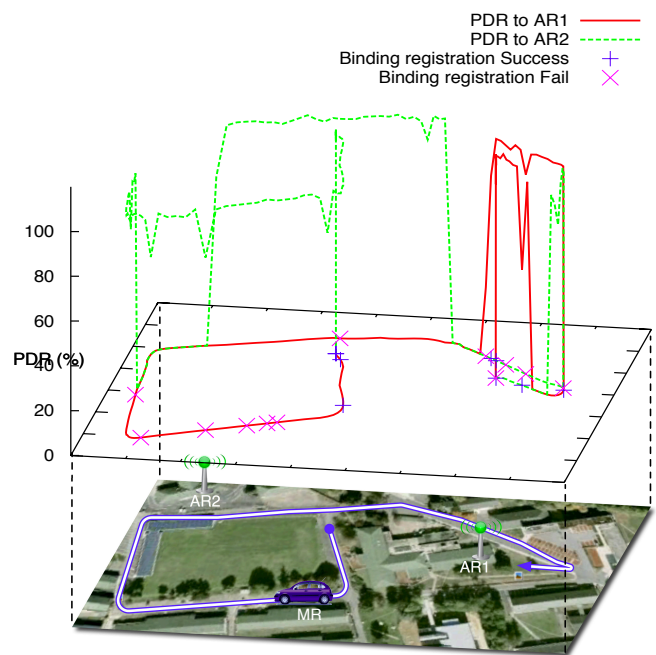 PDR to AR1
PDR to AR2
Binding registration Success
Binding registration Fail
100
80
60
PDR (%)
40
20
0
AR2
AR1
MR